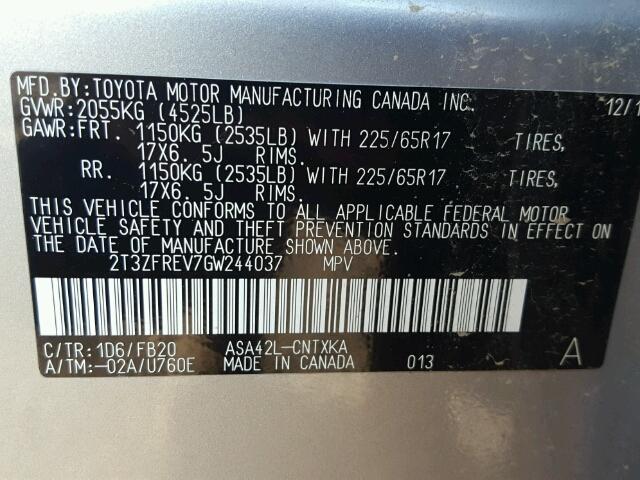 MFD.BY:TOYOTA MOTOR MANUFACTURING CANADA INC. 12/1
GVWR:2055KG (4525LB)
GAWR:FRT. 1150KG (2535LB) WITH 225/65R17 TIRES,
17X6. 5J RIMS.
RR. 1150KG (2535LB) WITH 225/65R17 TIRES,
17X6. 5J RIMS.
THIS VEHICLE CONFORMS TO ALL APPLICABLE FEDERAL MOTOR
VEHICLE SAFETY AND THEFT PREVENTION STANDARDS IN EFFECT ON
THE DATE OF MANUFACTURE SHOWN ABOVE.
2T3ZFREV7GW244037 MPV
C/TR:1D6/FB20 ASA42L-CNTXKA
A/TM:-02A/U760E MADE IN CANADA 013 A